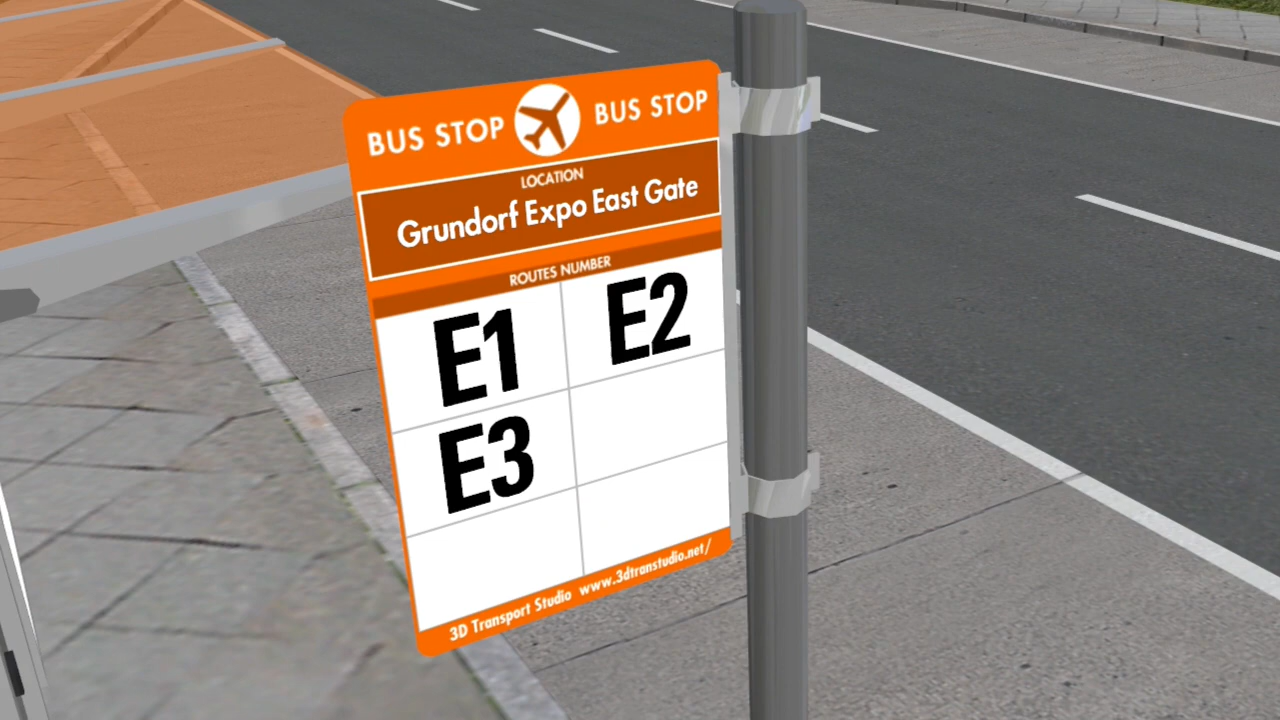 BUS STOP BUS STOP
LOCATION
Grundorf Expo East Gate
ROUTES NUMBER
E1 E2
E3
3D Transport Studio www.3dtranstudio.net/